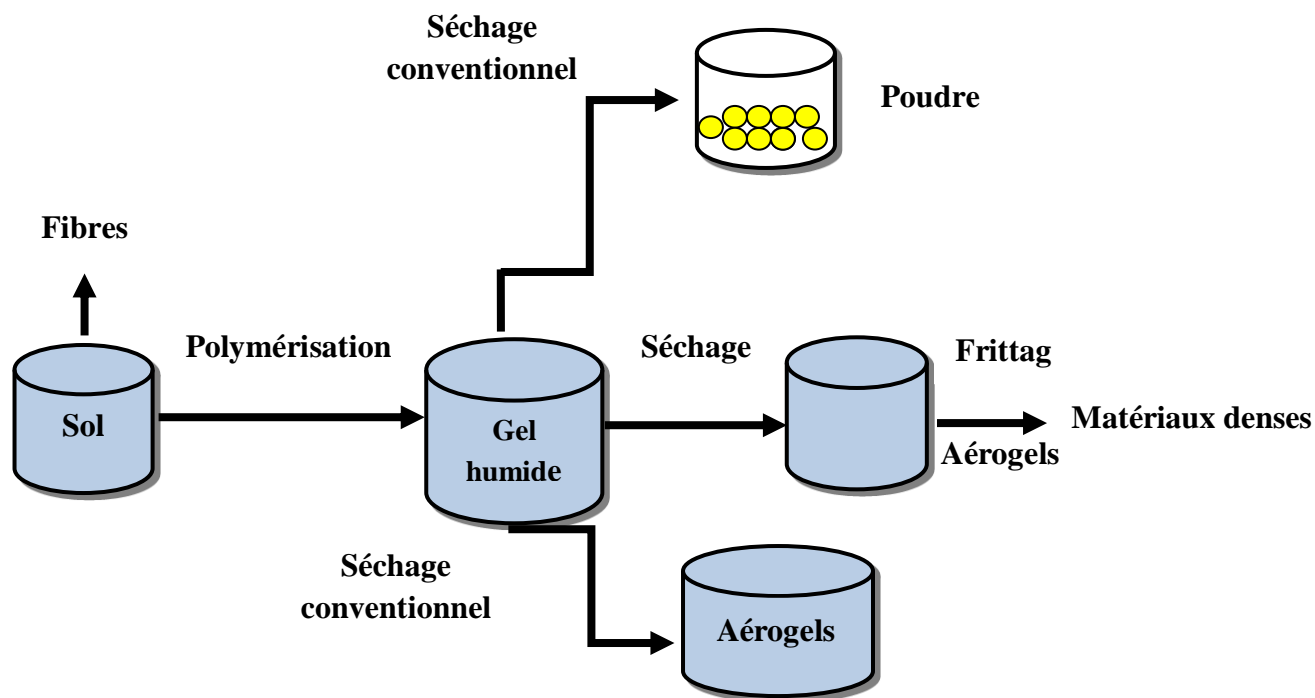 Séchage
conventionnel
Poudre
Fibres
Polymérisation
Séchage
Frittag
Sol
Gel
humide
Matériaux denses
Aérogels
Séchage
conventionnel
Aérogels